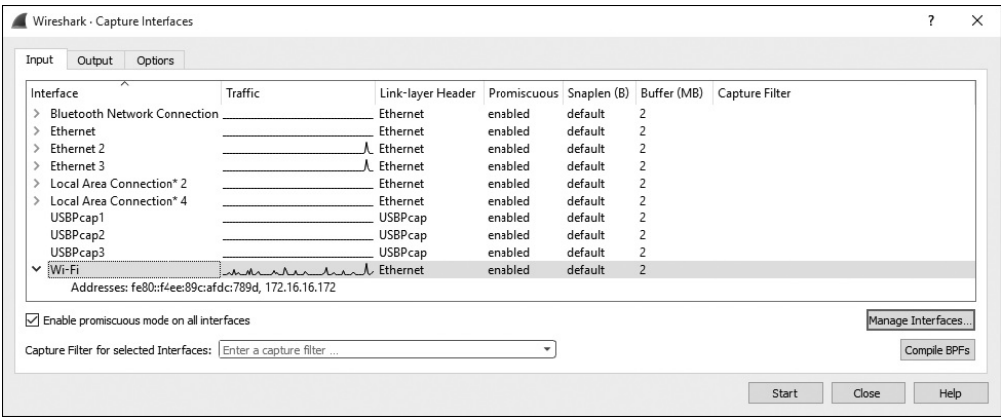 Wireshark · Capture Interfaces ? ×
Input Output Options
Interface Traffic Link-layer Header Promiscuous Snaplen (B) Buffer (MB) Capture Filter
Bluetooth Network Connection Ethernet enabled default 2
Ethernet Ethernet enabled default 2
Ethernet 2 Ethernet enabled default 2
Ethernet 3 Ethernet enabled default 2
Local Area Connection* 2 Ethernet enabled default 2
Local Area Connection* 4 Ethernet enabled default 2
USBPcap1 USBPcap enabled default 2
USBPcap2 USBPcap enabled default 2
USBPcap3 USBPcap enabled default 2
Wi-Fi Ethernet enabled default 2
Addresses: fe80::f4ee:89c:afdc:789d, 172.16.16.172
Enable promiscuous mode on all interfaces Manage Interfaces...
Capture Filter for selected Interfaces: Enter a capture filter ... Compile BPFs
Start Close Help